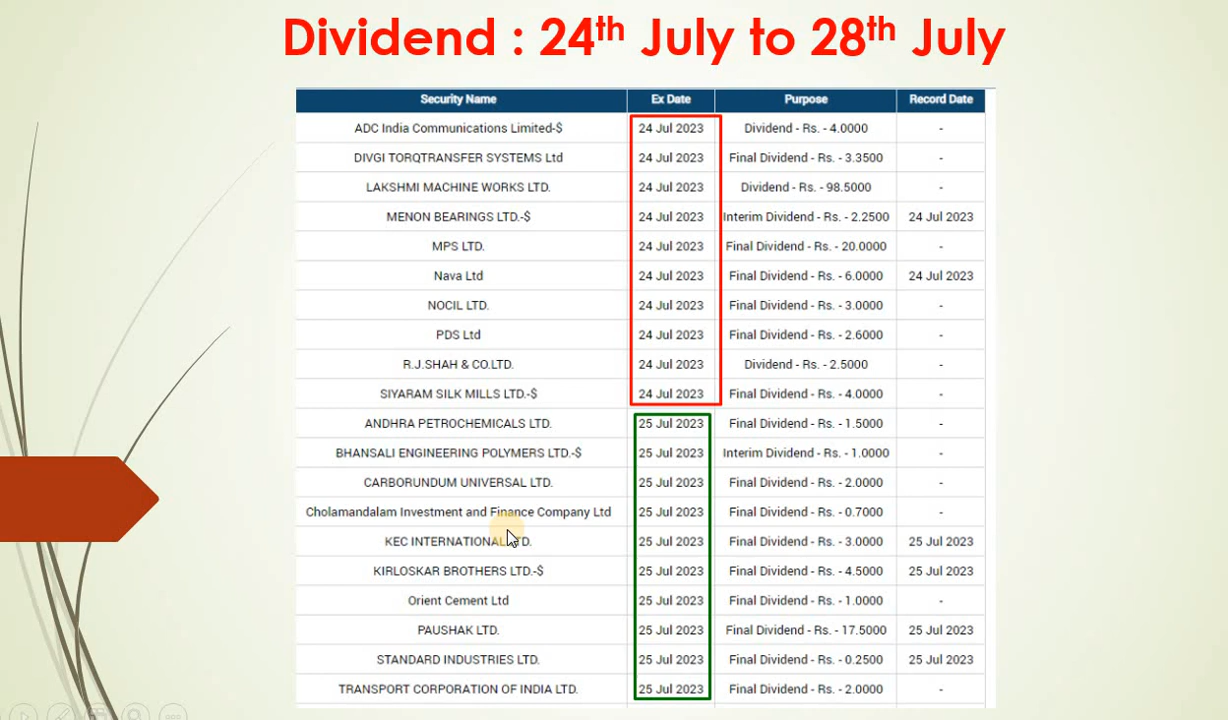 Dividend : 24th July to 28th July
Security Name Ex Date Purpose Record Date
ADC India Communications Limited-$ 24 Jul 2023 Dividend - Rs. - 4.0000 -
DIVGI TORQTRANSFER SYSTEMS Ltd 24 Jul 2023 Final Dividend - Rs. - 3.3500 -
LAKSHMI MACHINE WORKS LTD. 24 Jul 2023 Dividend - Rs. - 98.5000 -
MENON BEARINGS LTD.-$ 24 Jul 2023 Interim Dividend - Rs. - 2.2500 24 Jul 2023
MPS LTD. 24 Jul 2023 Final Dividend - Rs. - 20.0000 -
Nava Ltd 24 Jul 2023 Final Dividend - Rs. - 6.0000 24 Jul 2023
NOCIL LTD. 24 Jul 2023 Final Dividend - Rs. - 3.0000 -
PDS Ltd 24 Jul 2023 Final Dividend - Rs. - 2.6000 -
R.J.SHAH & CO.LTD. 24 Jul 2023 Dividend - Rs. - 2.5000 -
SIYARAM SILK MILLS LTD.-$ 24 Jul 2023 Final Dividend - Rs. - 4.0000 -
ANDHRA PETROCHEMICALS LTD. 25 Jul 2023 Final Dividend - Rs. - 1.5000 -
BHANSALI ENGINEERING POLYMERS LTD.-$ 25 Jul 2023 Interim Dividend - Rs. - 1.0000 -
CARBORUNDUM UNIVERSAL LTD. 25 Jul 2023 Final Dividend - Rs. - 2.0000 -
Cholamandalam Investment and Finance Company Ltd 25 Jul 2023 Final Dividend - Rs. - 0.7000 -
KEC INTERNATIONAL LTD. 25 Jul 2023 Final Dividend - Rs. - 3.0000 25 Jul 2023
KIRLOSKAR BROTHERS LTD.-$ 25 Jul 2023 Final Dividend - Rs. - 4.5000 25 Jul 2023
Orient Cement Ltd 25 Jul 2023 Final Dividend - Rs. - 1.0000 -
PAUSHAK LTD. 25 Jul 2023 Final Dividend - Rs. - 17.5000 25 Jul 2023
STANDARD INDUSTRIES LTD. 25 Jul 2023 Final Dividend - Rs. - 0.2500 25 Jul 2023
TRANSPORT CORPORATION OF INDIA LTD. 25 Jul 2023 Final Dividend - Rs. - 2.0000 -